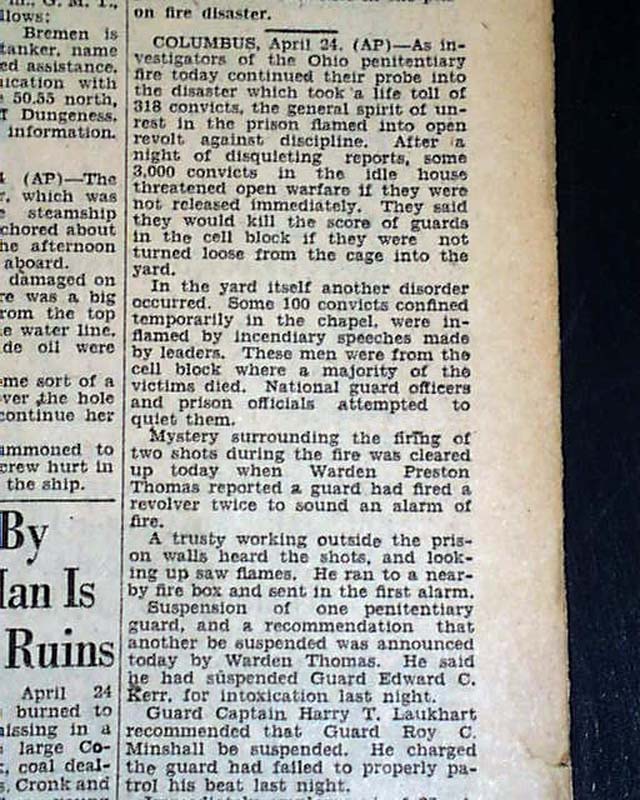 m., G. M. T.,
llows:
Bremen is
tanker, name
ed assistance.
ication with
50.55 north,
Dungeness.
information.
(AP)—The
r, which was
steamship
chored about
he afternoon
aboard.
damaged on
re was a big
rom the top
e water line.
de oil were
me sort of a
ver the hole
continue her
ammoned to
crew hurt in
the ship.
By
Man Is
Ruins
April 24
burned to
missing in a
large Co-
coal deal-
s, Cronk and
on fire disaster.
COLUMBUS, April 24. (AP)—As in-
vestigators of the Ohio penitentiary
fire today continued their probe into
the disaster which took a life toll of
318 convicts, the general spirit of un-
rest in the prison flamed into open
revolt against discipline. After a
night of disquieting reports, some
3,000 convicts in the idle house
threatened open warfare if they were
not released immediately. They said
they would kill the score of guards
in the cell block if they were not
turned loose from the cage into the
yard.
In the yard itself another disorder
occurred. Some 100 convicts confined
temporarily in the chapel, were in-
flamed by incendiary speeches made
by leaders. These men were from the
cell block where a majority of the
victims died. National guard officers
and prison officials attempted to
quiet them.
Mystery surrounding the firing of
two shots during the fire was cleared
up today when Warden Preston
Thomas reported a guard had fired a
revolver twice to sound an alarm of
fire.
A trusty working outside the pris-
on walls heard the shots, and look-
ing up saw flames. He ran to a near-
by fire box and sent in the first alarm.
Suspension of one penitentiary
guard, and a recommendation that
another be suspended was announced
today by Warden Thomas. He said
he had suspended Guard Edward C.
Kerr, for intoxication last night.
Guard Captain Harry T. Laukhart
recommended that Guard Roy C.
Minshall be suspended. He charged
the guard had failed to properly pa-
trol his beat last night.